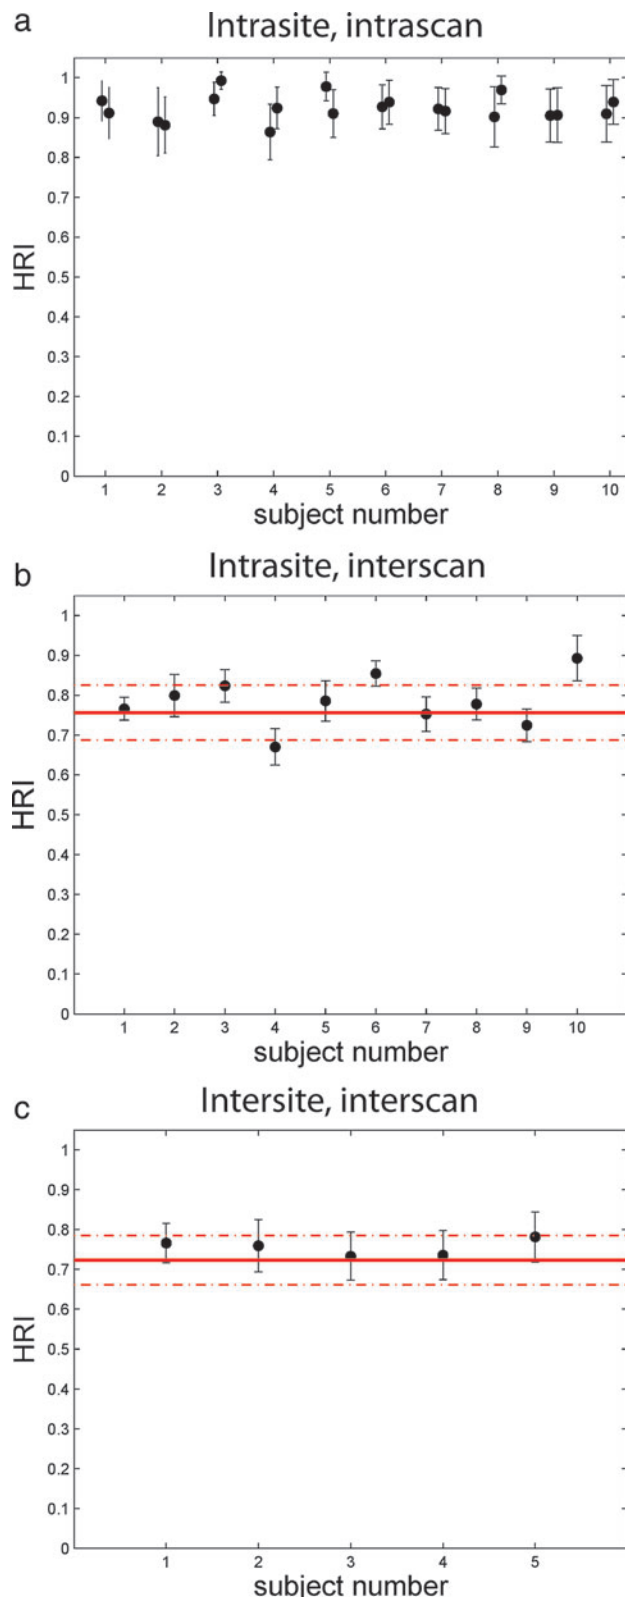 a
Intrasite, intrascan
1
0.9
0.8
0.7
0.6
0.5
0.4
0.3
0.2
0.1
0
HRI
1 2 3 4 5 6 7 8 9 10
subject number
b
Intrasite, interscan
1
0.9
0.8
0.7
0.6
0.5
0.4
0.3
0.2
0.1
0
HRI
1 2 3 4 5 6 7 8 9 10
subject number
c
Intersite, interscan
1
0.9
0.8
0.7
0.6
0.5
0.4
0.3
0.2
0.1
0
HRI
1 2 3 4 5
subject number